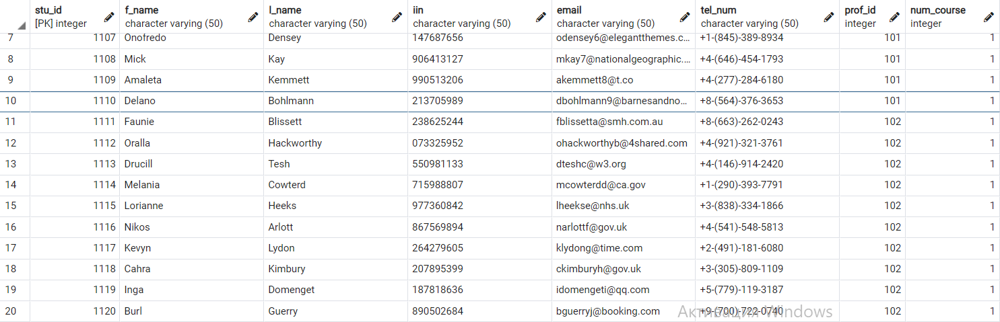 stu_id f_name l_name iin email tel_num prof_id num_course
[PK] integer character varying (50) character varying (50) character varying (50) character varying (50) character varying (50) integer integer
7 1107 Onofredo Densey 147687656 odensey6@elegantthemes.c... +1-(845)-389-8934 101 1
8 1108 Mick Kay 906413127 mkay7@nationalgeographic.... +4-(646)-454-1793 101 1
9 1109 Amaleta Kemmett 990513206 akemmett8@t.co +4-(277)-284-6180 101 1
10 1110 Delano Bohlmann 213705989 dbohlmann9@barnesandno... +8-(564)-376-3653 101 1
11 1111 Faunie Blissett 238625244 fblissetta@smh.com.au +8-(663)-262-0243 102 1
12 1112 Oralla Hackworthy 073325952 ohackworthyb@4shared.com +4-(921)-321-3761 102 1
13 1113 Drucill Tesh 550981133 dteshc@w3.org +4-(146)-914-2420 102 1
14 1114 Melania Cowterd 715988807 mcowterdd@ca.gov +1-(290)-393-7791 102 1
15 1115 Lorianne Heeks 977360842 lheekse@nhs.uk +3-(838)-334-1866 102 1
16 1116 Nikos Arlott 867569894 narlottf@gov.uk +4-(541)-548-5813 102 1
17 1117 Kevyn Lydon 264279605 klydong@time.com +2-(491)-181-6080 102 1
18 1118 Cahra Kimbury 207895399 ckimburyh@gov.uk +3-(305)-809-1109 102 1
19 1119 Inga Domenget 187818636 idomengeti@qq.com +5-(779)-119-3187 102 1
20 1120 Burl Guerry 890502684 bguerryj@booking.com +9-(700)-722-0740 102 1
Активация Windows